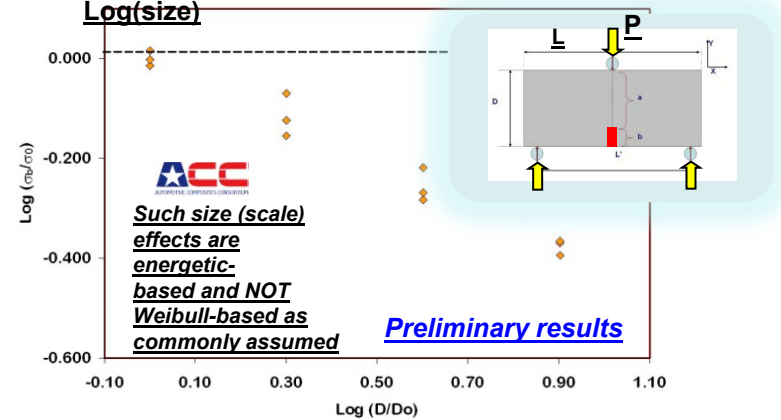 Log(size)
0.000
-0.200
-0.400
-0.600
Log (σb/σ0)
-0.10
0.10
0.30
0.50
0.70
0.90
1.10
Log (D/Do)
ACC
AUTOMOTIVE COMPOSITES CONSORTIUM
Such size (scale)
effects are
energetic-
based and NOT
Weibull-based as
commonly assumed
Preliminary results
L
P
Y
X
D
a
b
L'